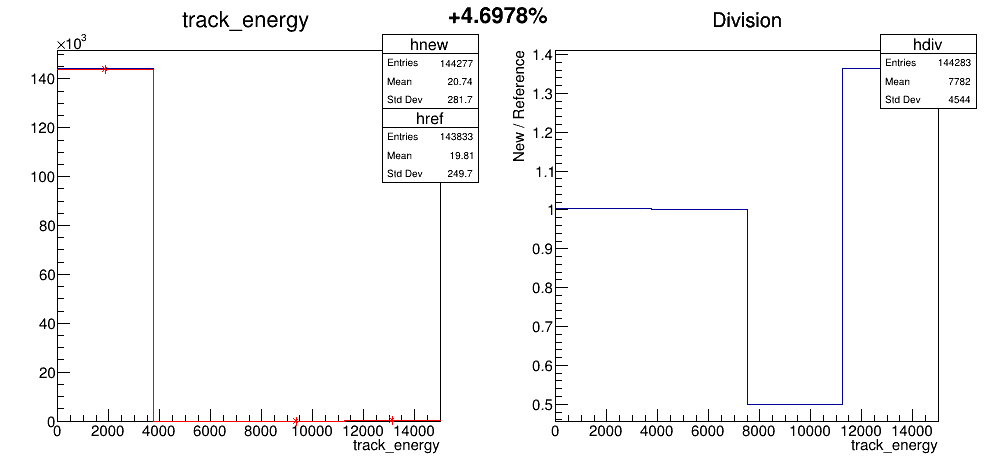 +4.6978%
track_energy
×10³
hnew
Entries 144277
Mean 20.74
Std Dev 281.7
href
Entries 143833
Mean 19.81
Std Dev 249.7
140
120
100
80
60
40
20
0
0 2000 4000 6000 8000 10000 12000 14000
track_energy
Division
hdiv
Entries 144283
Mean 7782
Std Dev 4544
New / Reference
1.4
1.3
1.2
1.1
1
0.9
0.8
0.7
0.6
0.5
0 2000 4000 6000 8000 10000 12000 14000
track_energy